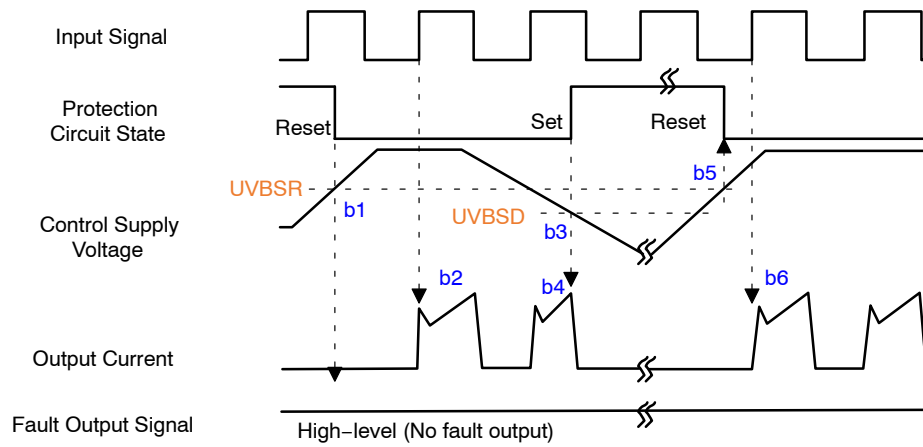 Input Signal
Protection
Circuit State
Reset
Set
Reset
UVBSR
b1
UVBSD
b3
b5
Control Supply
Voltage
b2
b4
b6
Output Current
Fault Output Signal
High−level (No fault output)